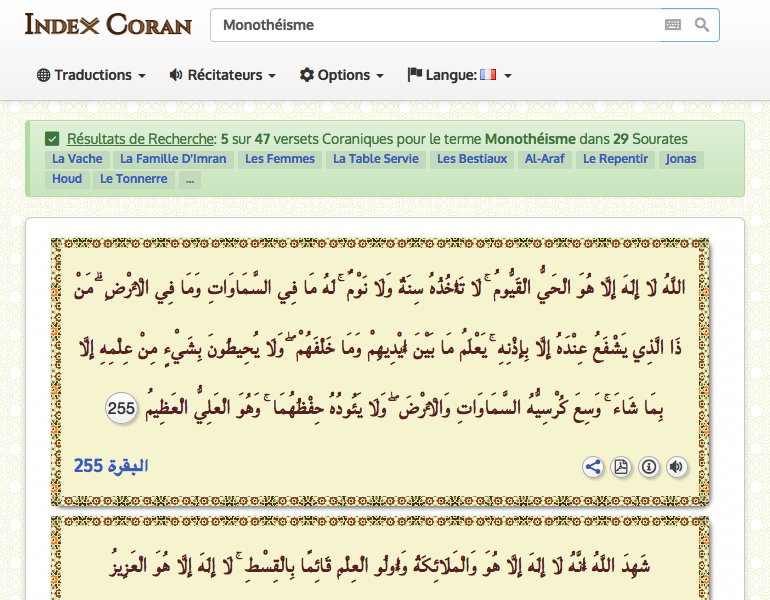 INDEX CORAN
Monothéisme
Traductions
Récitateurs
Options
Langue:
Résultats de Recherche: 5 sur 47 versets Coraniques pour le terme Monothéisme dans 29 Sourates
La Vache La Famille D'Imran Les Femmes La Table Servie Les Bestiaux Al-Araf Le Repentir Jonas
Houd Le Tonnerre ...
اللَّهُ لَا إِلَهَ إِلَّا هُوَ الْحَيُّ الْقَيُّومُ ۚ لَا تَأْخُذُهُ سِنَةٌ وَلَا نَوْمٌ ۚ لَهُ مَا فِي السَّمَاوَاتِ وَمَا فِي الْأَرْضِ ۗ مَنْ
ذَا الَّذِي يَشْفَعُ عِنْدَهُ إِلَّا بِإِذْنِهِ ۚ يَعْلَمُ مَا بَيْنَ أَيْدِيهِمْ وَمَا خَلْفَهُمْ ۖ وَلَا يُحِيطُونَ بِشَيْءٍ مِنْ عِلْمِهِ إِلَّا
بِمَا شَاءَ ۚ وَسِعَ كُرْسِيُّهُ السَّمَاوَاتِ وَالْأَرْضَ ۖ وَلَا يَئُودُهُ حِفْظُهُمَا ۚ وَهُوَ الْعَلِيُّ الْعَظِيمُ 255
البقرة 255
شَهِدَ اللَّهُ أَنَّهُ لَا إِلَهَ إِلَّا هُوَ وَالْمَلَائِكَةُ وَأُولُو الْعِلْمِ قَائِمًا بِالْقِسْطِ ۚ لَا إِلَهَ إِلَّا هُوَ الْعَزِيزُ